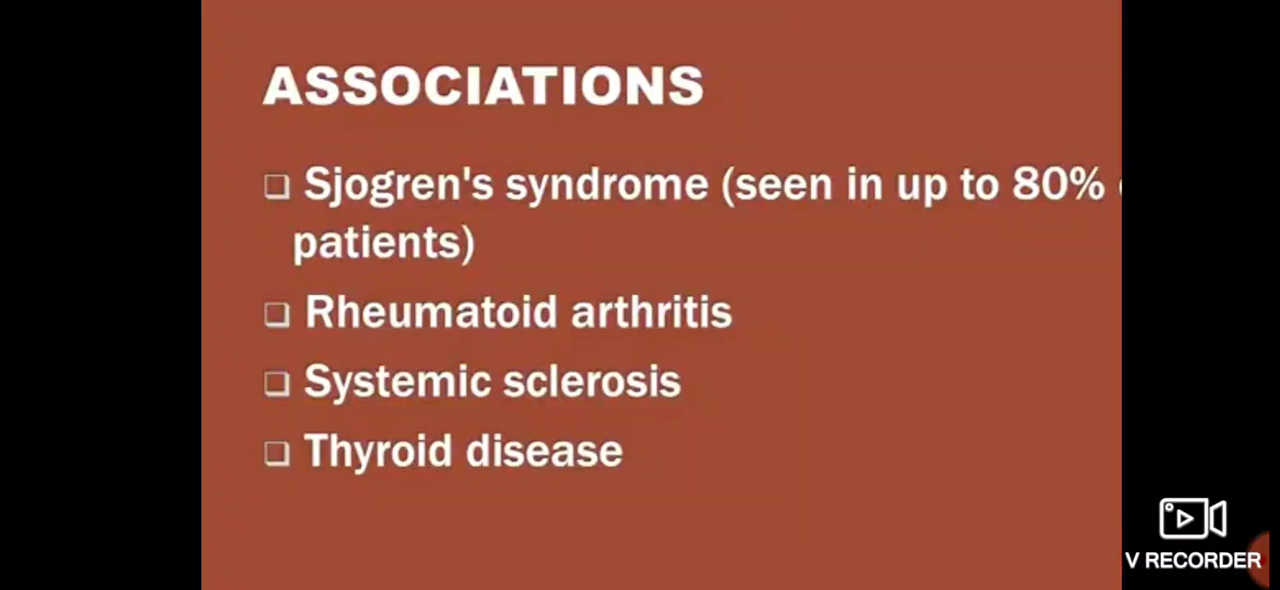 ASSOCIATIONS
Sjogren's syndrome (seen in up to 80%
patients)
Rheumatoid arthritis
Systemic sclerosis
Thyroid disease
V RECORDER